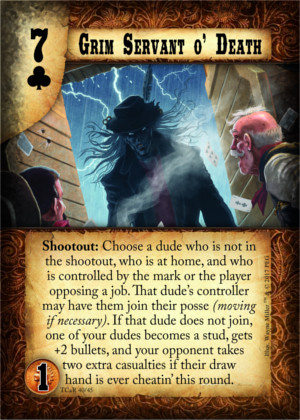 7
Grim Servant o' Death
Shootout: Choose a dude who is not in
the shootout, who is at home, and who
is controlled by the mark or the player
opposing a job. That dude's controller
may have them join their posse (moving
if necessary). If that dude does not join,
one of your dudes becomes a stud, gets
+2 bullets, and your opponent takes
two extra casualties if their draw
hand is ever cheatin' this round.
1